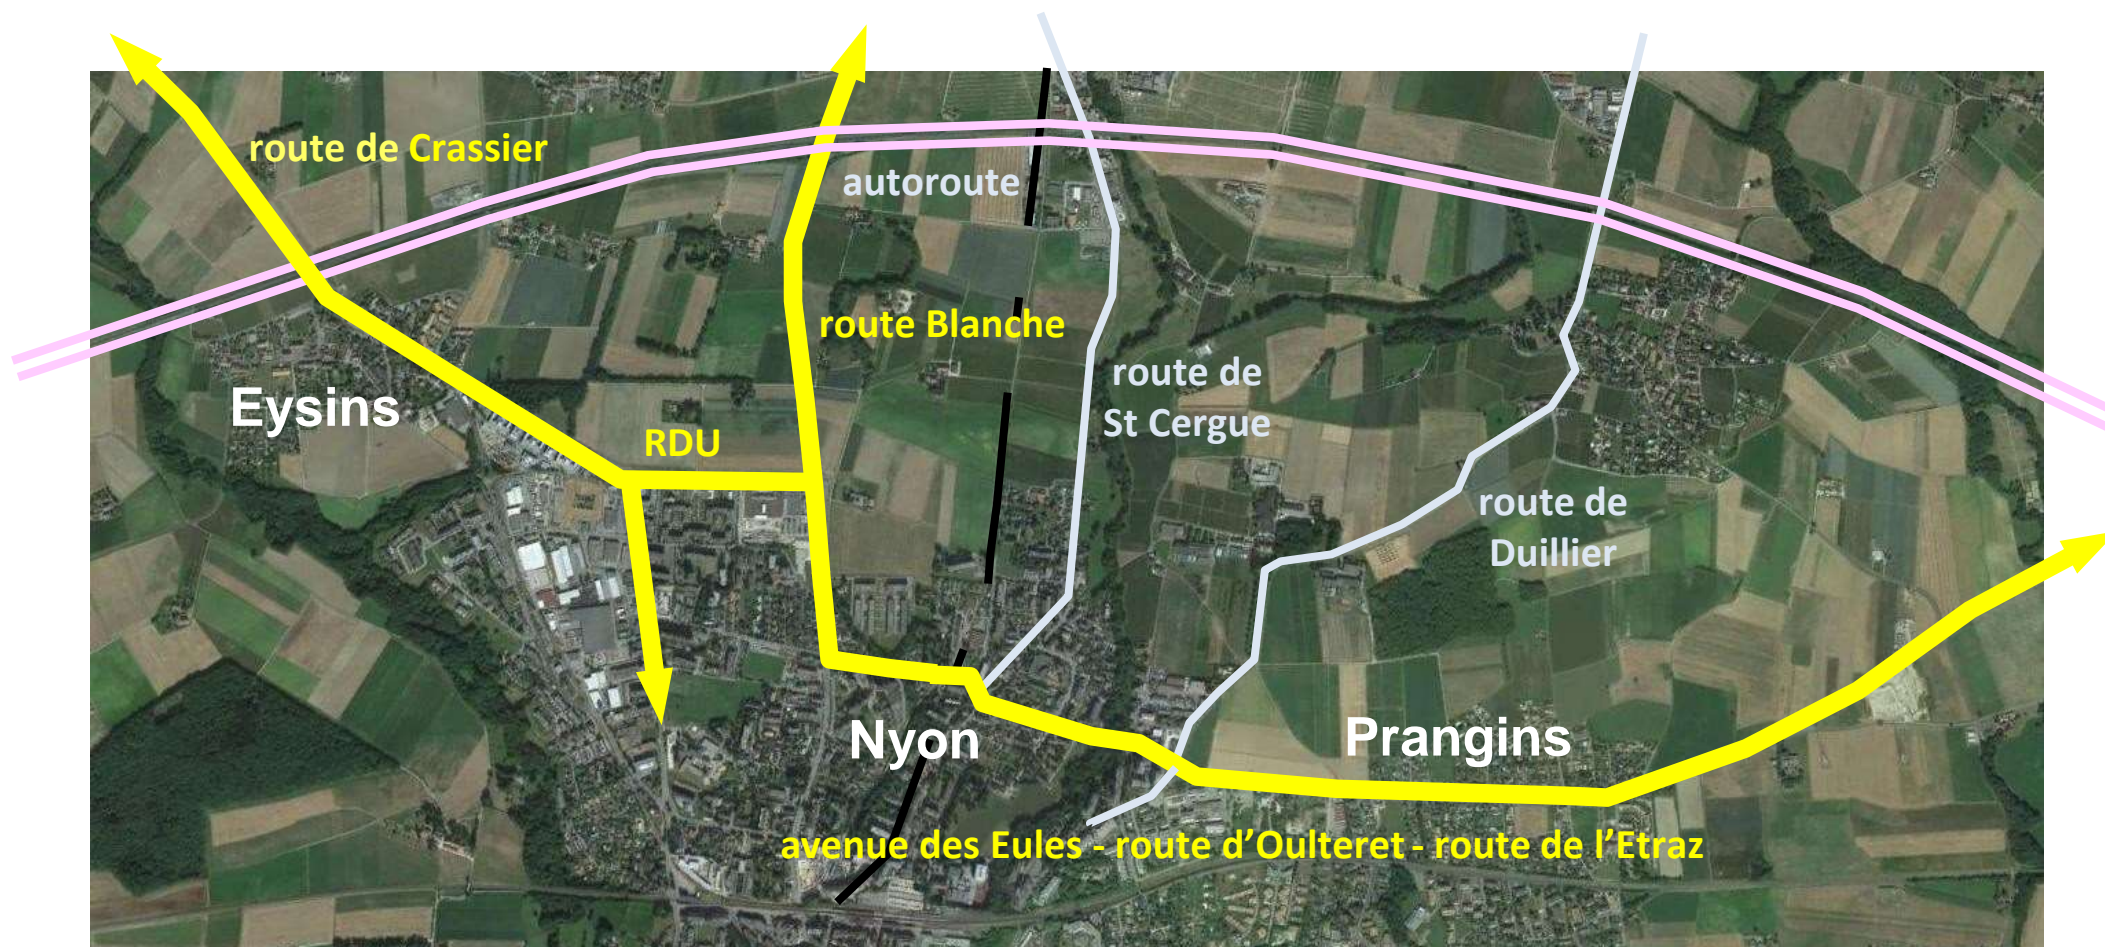 route de Crassier
autoroute
route Blanche
route de
St Cergue
Eysins
RDU
route de
Duillier
Nyon
Prangins
avenue des Eules - route d’Oulteret - route de l’Etraz